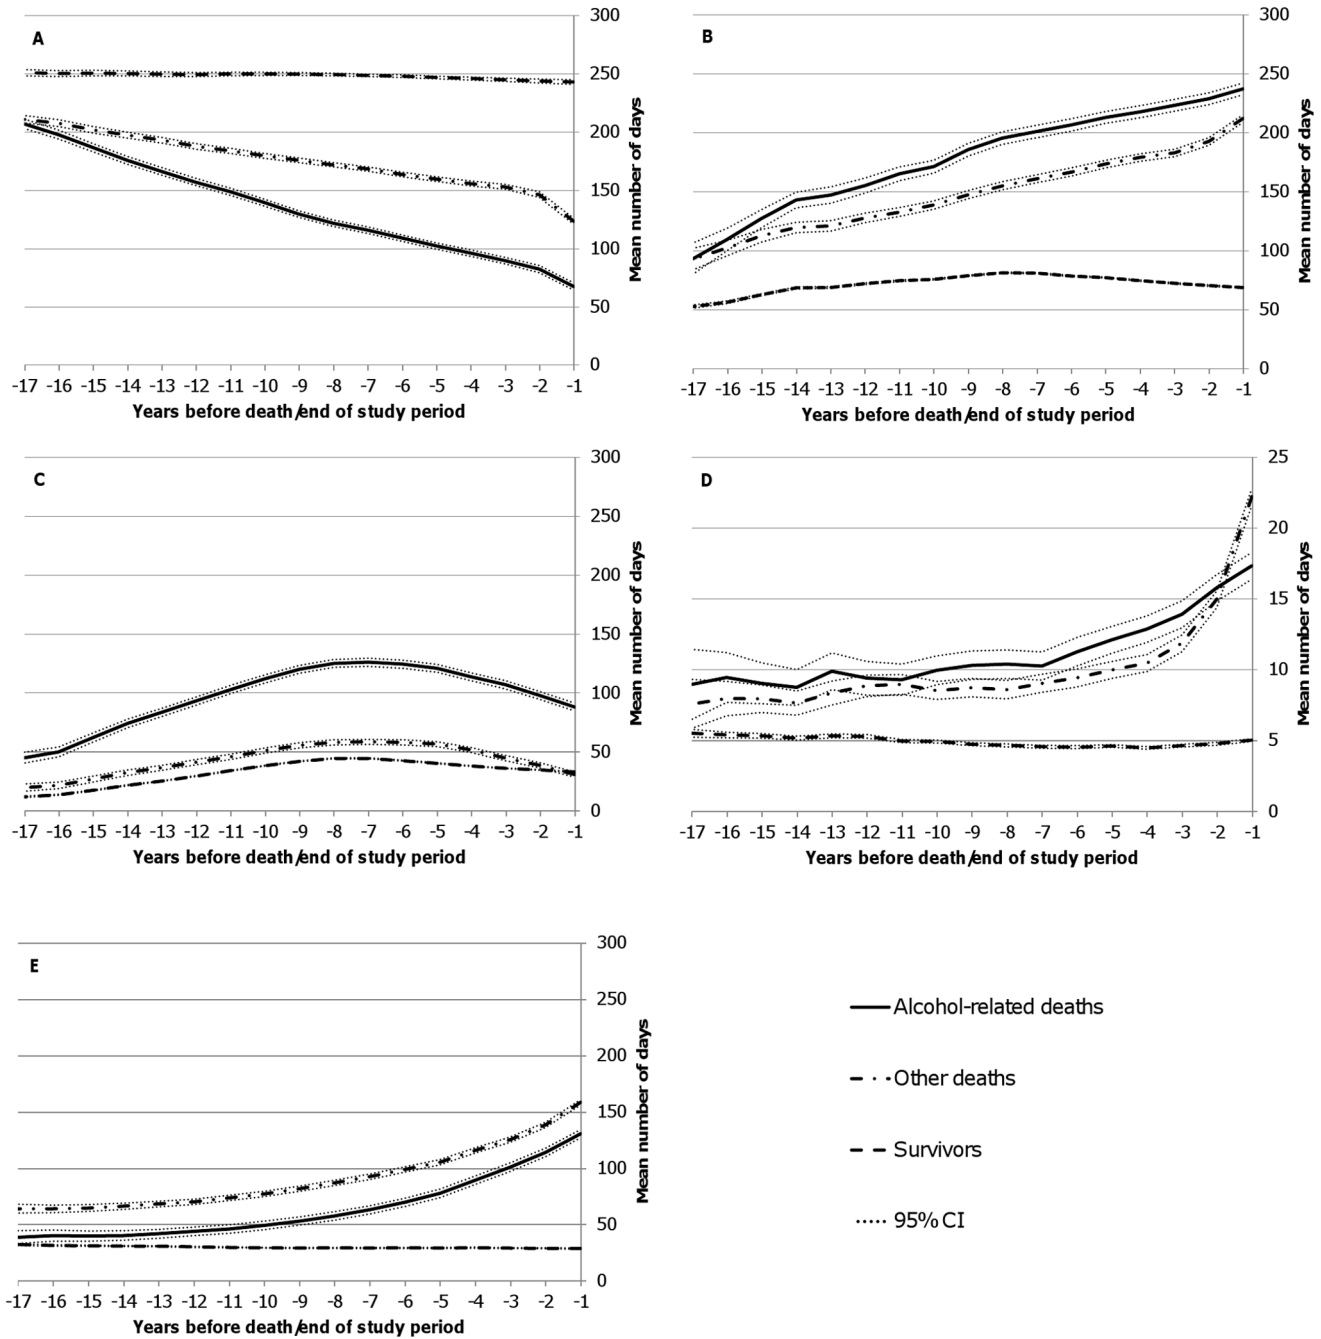 A
300
250
200
150
100
50
0
Mean number of days
-17 -16 -15 -14 -13 -12 -11 -10 -9 -8 -7 -6 -5 -4 -3 -2 -1
Years before death/end of study period
B
300
250
200
150
100
50
0
Mean number of days
-17 -16 -15 -14 -13 -12 -11 -10 -9 -8 -7 -6 -5 -4 -3 -2 -1
Years before death/end of study period
C
300
250
200
150
100
50
0
Mean number of days
-17 -16 -15 -14 -13 -12 -11 -10 -9 -8 -7 -6 -5 -4 -3 -2 -1
Years before death/end of study period
D
25
20
15
10
5
0
Mean number of days
-17 -16 -15 -14 -13 -12 -11 -10 -9 -8 -7 -6 -5 -4 -3 -2 -1
Years before death/end of study period
E
300
250
200
150
100
50
0
Mean number of days
-17 -16 -15 -14 -13 -12 -11 -10 -9 -8 -7 -6 -5 -4 -3 -2 -1
Years before death/end of study period
Alcohol-related deaths
Other deaths
Survivors
95% CI